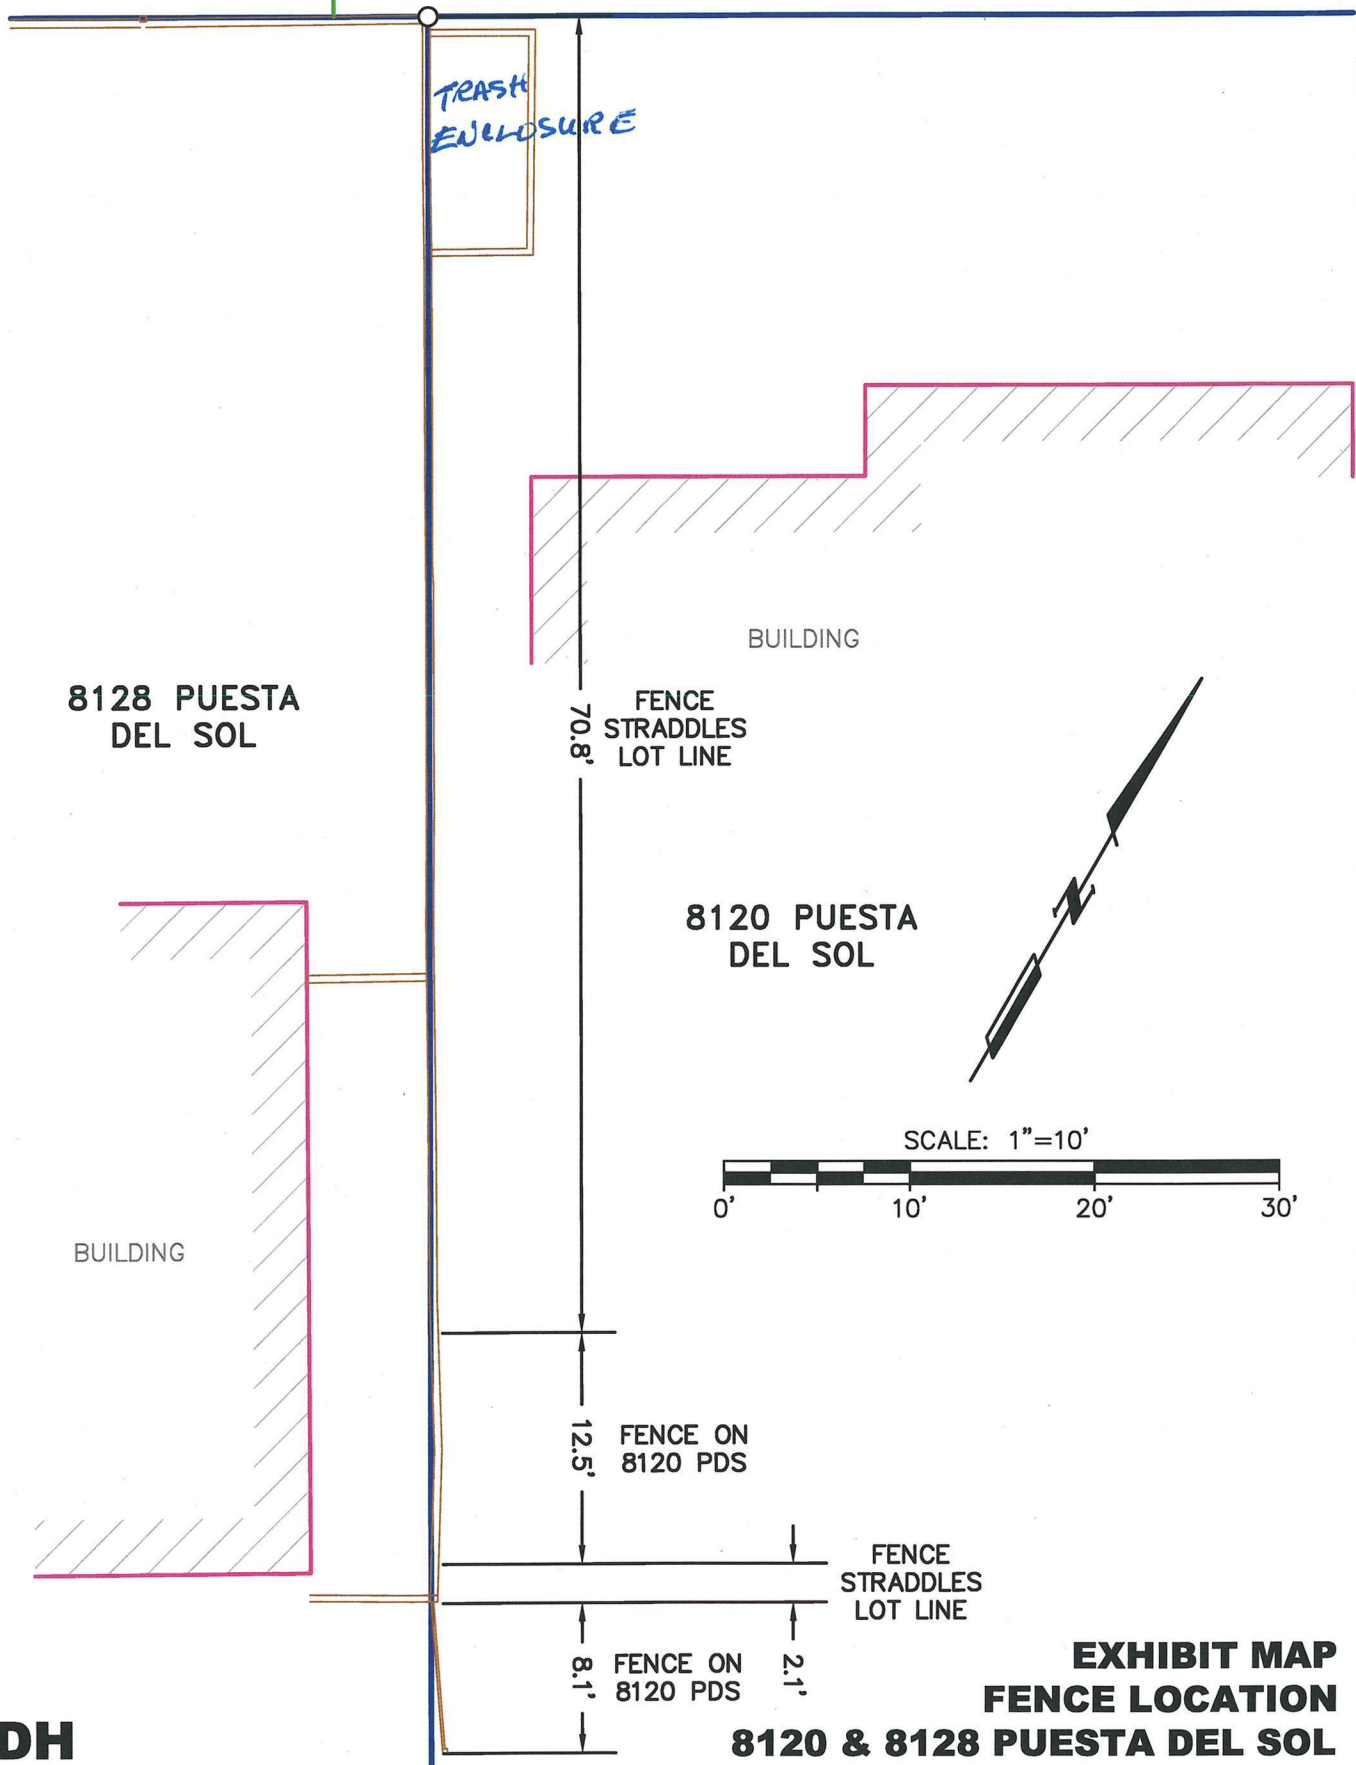 TRASH
ENCLOSURE
BUILDING
8128 PUESTA
DEL SOL
70.8'
FENCE
STRADDLES
LOT LINE
8120 PUESTA
DEL SOL
SCALE: 1"=10'
0' 10' 20' 30'
BUILDING
12.5'
FENCE ON
8120 PDS
FENCE
STRADDLES
LOT LINE
8.1'
FENCE ON
8120 PDS
2.1'
EXHIBIT MAP
FENCE LOCATION
8120 & 8128 PUESTA DEL SOL
DH